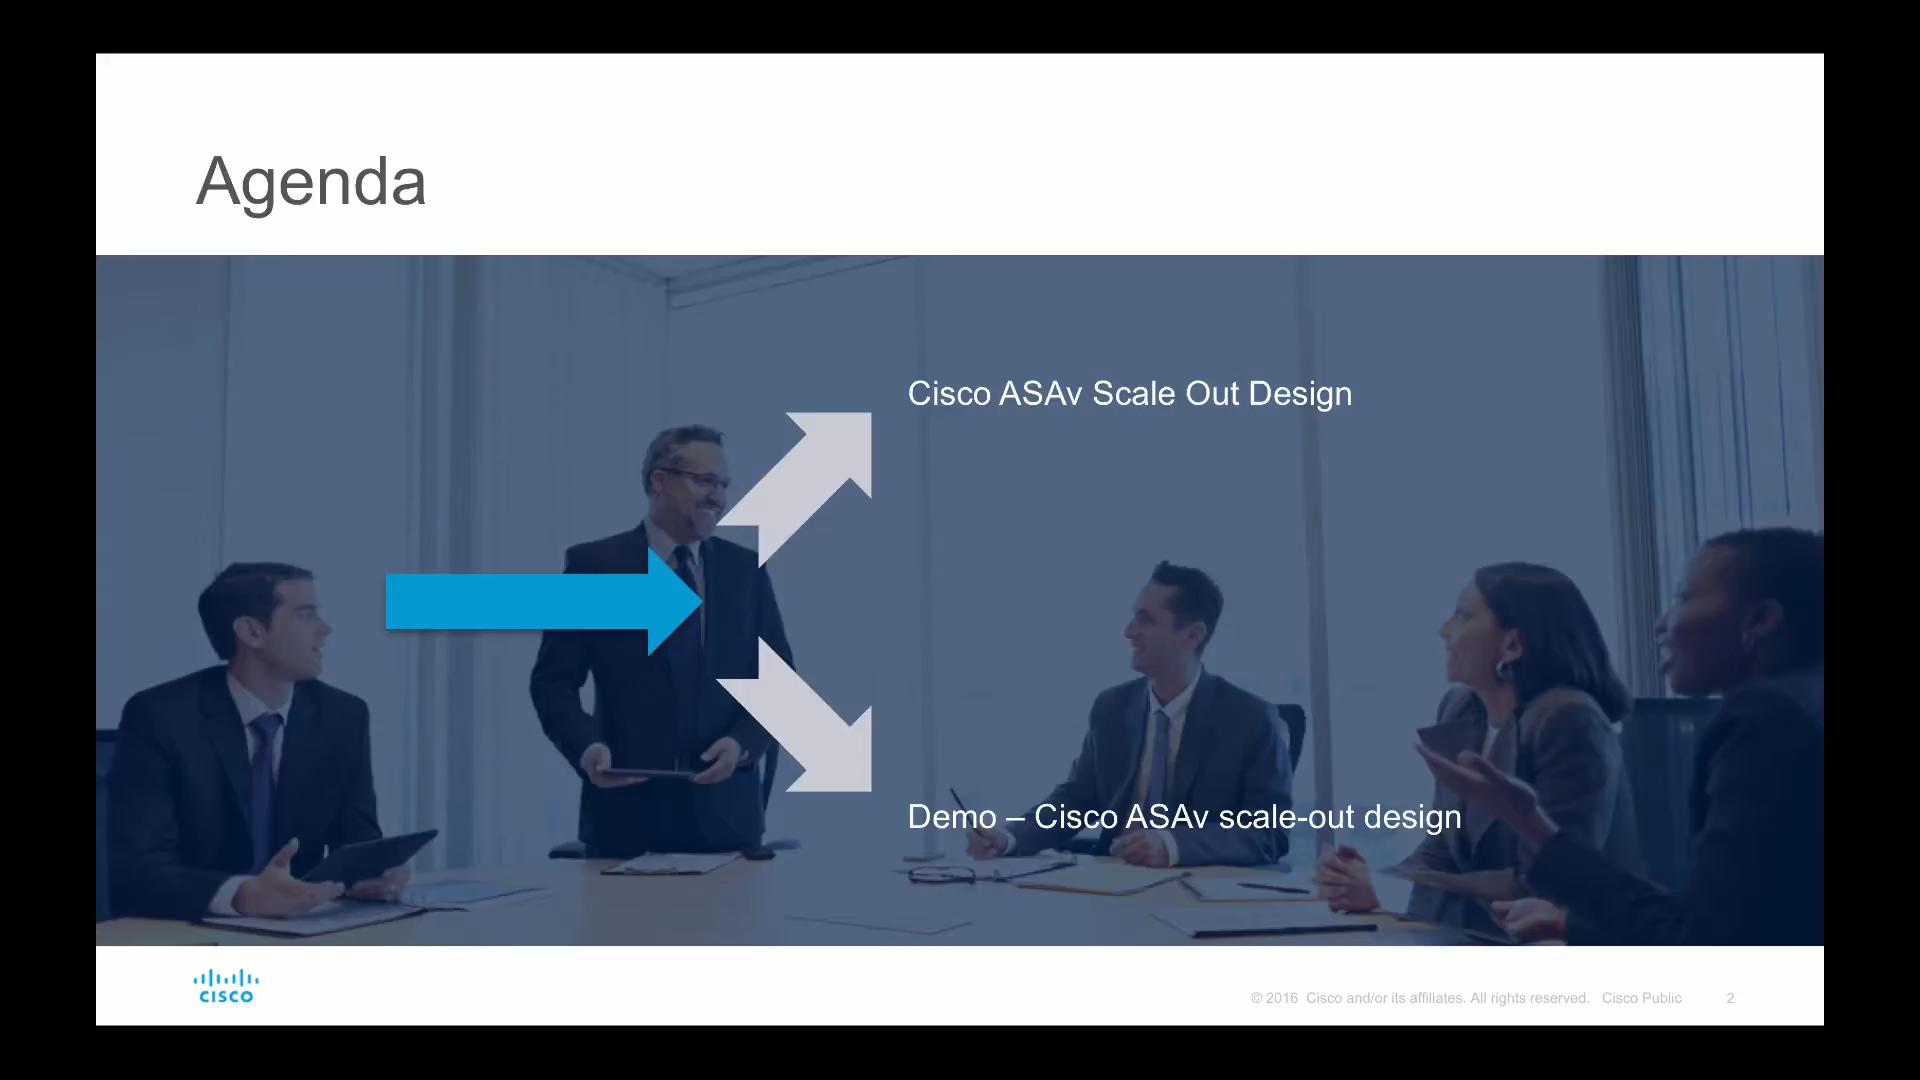 Agenda
Cisco ASAv Scale Out Design
Demo – Cisco ASAv scale-out design
CISCO
© 2016 Cisco and/or its affiliates. All rights reserved. Cisco Public 2